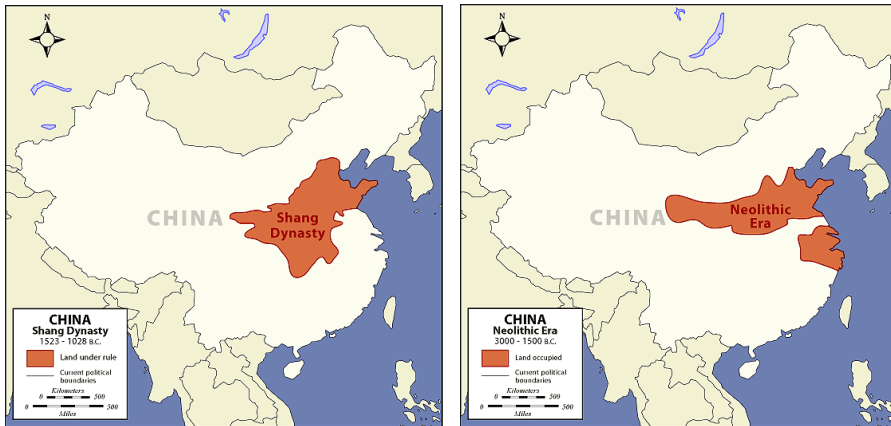 N
CHINA
Shang
Dynasty
CHINA
Shang Dynasty
1523 - 1028 B.C.
Land under rule
Current political
boundaries
Kilometers
0 500
0 500
Miles
N
CHINA
Neolithic
Era
CHINA
Neolithic Era
3000 - 1500 B.C.
Land occupied
Current political
boundaries
Kilometers
0 500
0 500
Miles